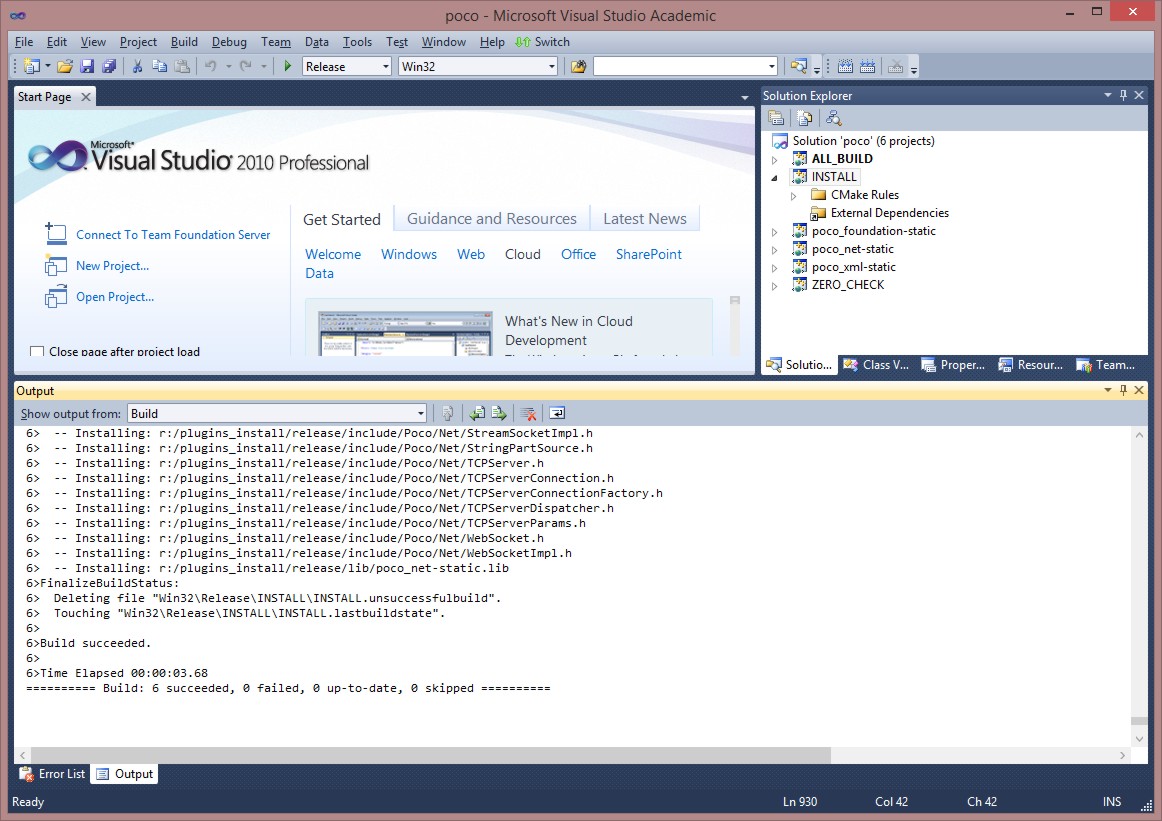 poco - Microsoft Visual Studio Academic
File Edit View Project Build Debug Team Data Tools Test Window Help Switch
Release Win32
Start Page
Microsoft®
Visual Studio® 2010 Professional
Connect To Team Foundation Server
New Project...
Open Project...
Close page after project load
Get Started Guidance and Resources Latest News
Welcome Windows Web Cloud Office SharePoint
Data
What's New in Cloud
Development
Solution Explorer
Solution 'poco' (6 projects)
ALL_BUILD
INSTALL
CMake Rules
External Dependencies
poco_foundation-static
poco_net-static
poco_xml-static
ZERO_CHECK
Solutio... Class V... Proper... Resour... Team...
Output
Show output from: Build
6>  -- Installing: r:/plugins_install/release/include/Poco/Net/StreamSocketImpl.h
6>  -- Installing: r:/plugins_install/release/include/Poco/Net/StringPartSource.h
6>  -- Installing: r:/plugins_install/release/include/Poco/Net/TCPServer.h
6>  -- Installing: r:/plugins_install/release/include/Poco/Net/TCPServerConnection.h
6>  -- Installing: r:/plugins_install/release/include/Poco/Net/TCPServerConnectionFactory.h
6>  -- Installing: r:/plugins_install/release/include/Poco/Net/TCPServerDispatcher.h
6>  -- Installing: r:/plugins_install/release/include/Poco/Net/TCPServerParams.h
6>  -- Installing: r:/plugins_install/release/include/Poco/Net/WebSocket.h
6>  -- Installing: r:/plugins_install/release/include/Poco/Net/WebSocketImpl.h
6>  -- Installing: r:/plugins_install/release/lib/poco_net-static.lib
6>FinalizeBuildStatus:
6>  Deleting file "Win32\Release\INSTALL\INSTALL.unsuccessfulbuild".
6>  Touching "Win32\Release\INSTALL\INSTALL.lastbuildstate".
6>
6>Build succeeded.
6>
6>Time Elapsed 00:00:03.68
========== Build: 6 succeeded, 0 failed, 0 up-to-date, 0 skipped ==========
Error List Output
Ready Ln 930 Col 42 Ch 42 INS